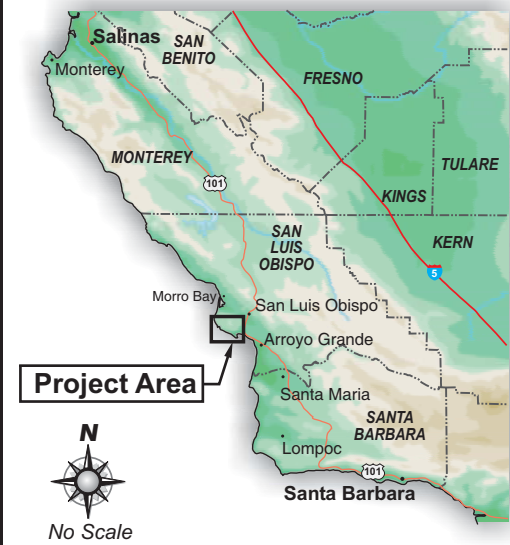 Salinas
SAN
BENITO
Monterey
FRESNO
MONTEREY
TULARE
101
KINGS
SAN
LUIS
OBISPO
KERN
5
Morro Bay
San Luis Obispo
Arroyo Grande
Project Area
Santa Maria
SANTA
BARBARA
N
Lompoc
101
Santa Barbara
No Scale